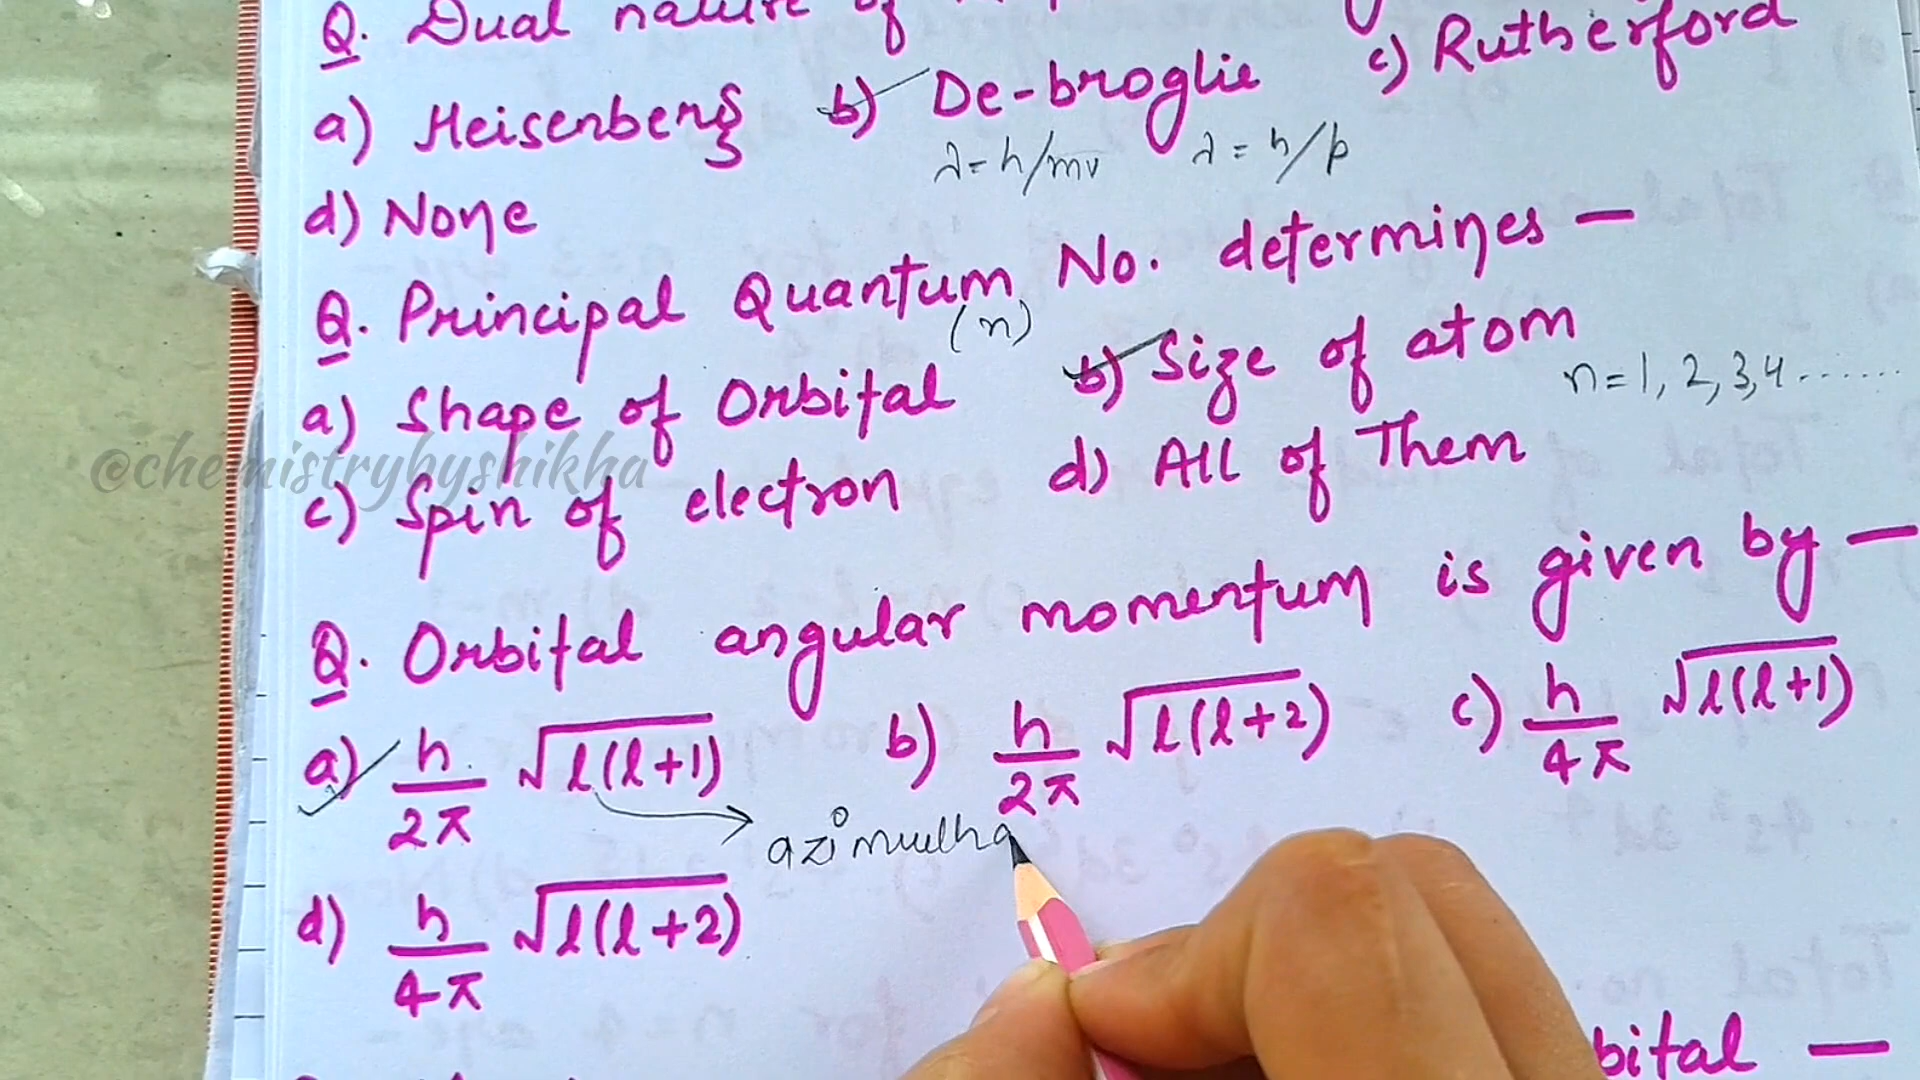 Q. Dual nature of
a) Heisenberg b) De-broglie c) Rutherford
λ=h/mv λ=h/p
d) None
Q. Principal Quantum No. determines —
(n)
a) Shape of Orbital b) Size of atom
n=1, 2, 3, 4 ......
@chemistrybyshikha
c) Spin of electron d) All of Them
Q. Orbital angular momentum is given by —
a) h/2π √l(l+1) b) h/2π √l(l+2) c) h/4π √l(l+1)
azimutha
d) h/4π √l(l+2)
bital —